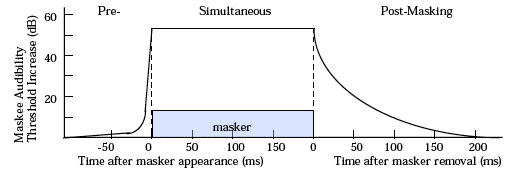 Pre- Simultaneous Post-Masking
Maskee Audibility
Threshold Increase (dB)
60
40
20
masker
-50 0 50 100 150 0 50 100 150 200
Time after masker appearance (ms) Time after masker removal (ms)